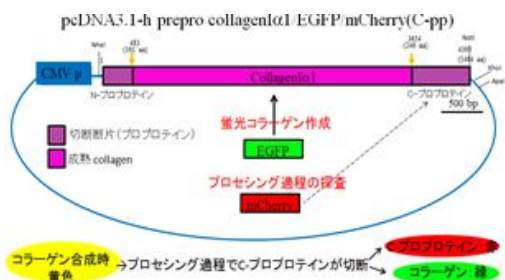 pcDNA3.1-h prepro collagenIα1/EGFP/mCherry(C-pp)
NheI
CMV p
CollagenIα1
N-プロプロテイン
C-プロプロテイン
XhoI
500 bp
切断断片(プロプロテイン)
成熟 collagen
蛍光コラーゲン作成
EGFP
プロセシング過程の探査
mCherry
コラーゲン合成時
黄色
→プロセシング過程でC-プロプロテインが切断
C-プロプロテイン:赤
コラーゲン:緑